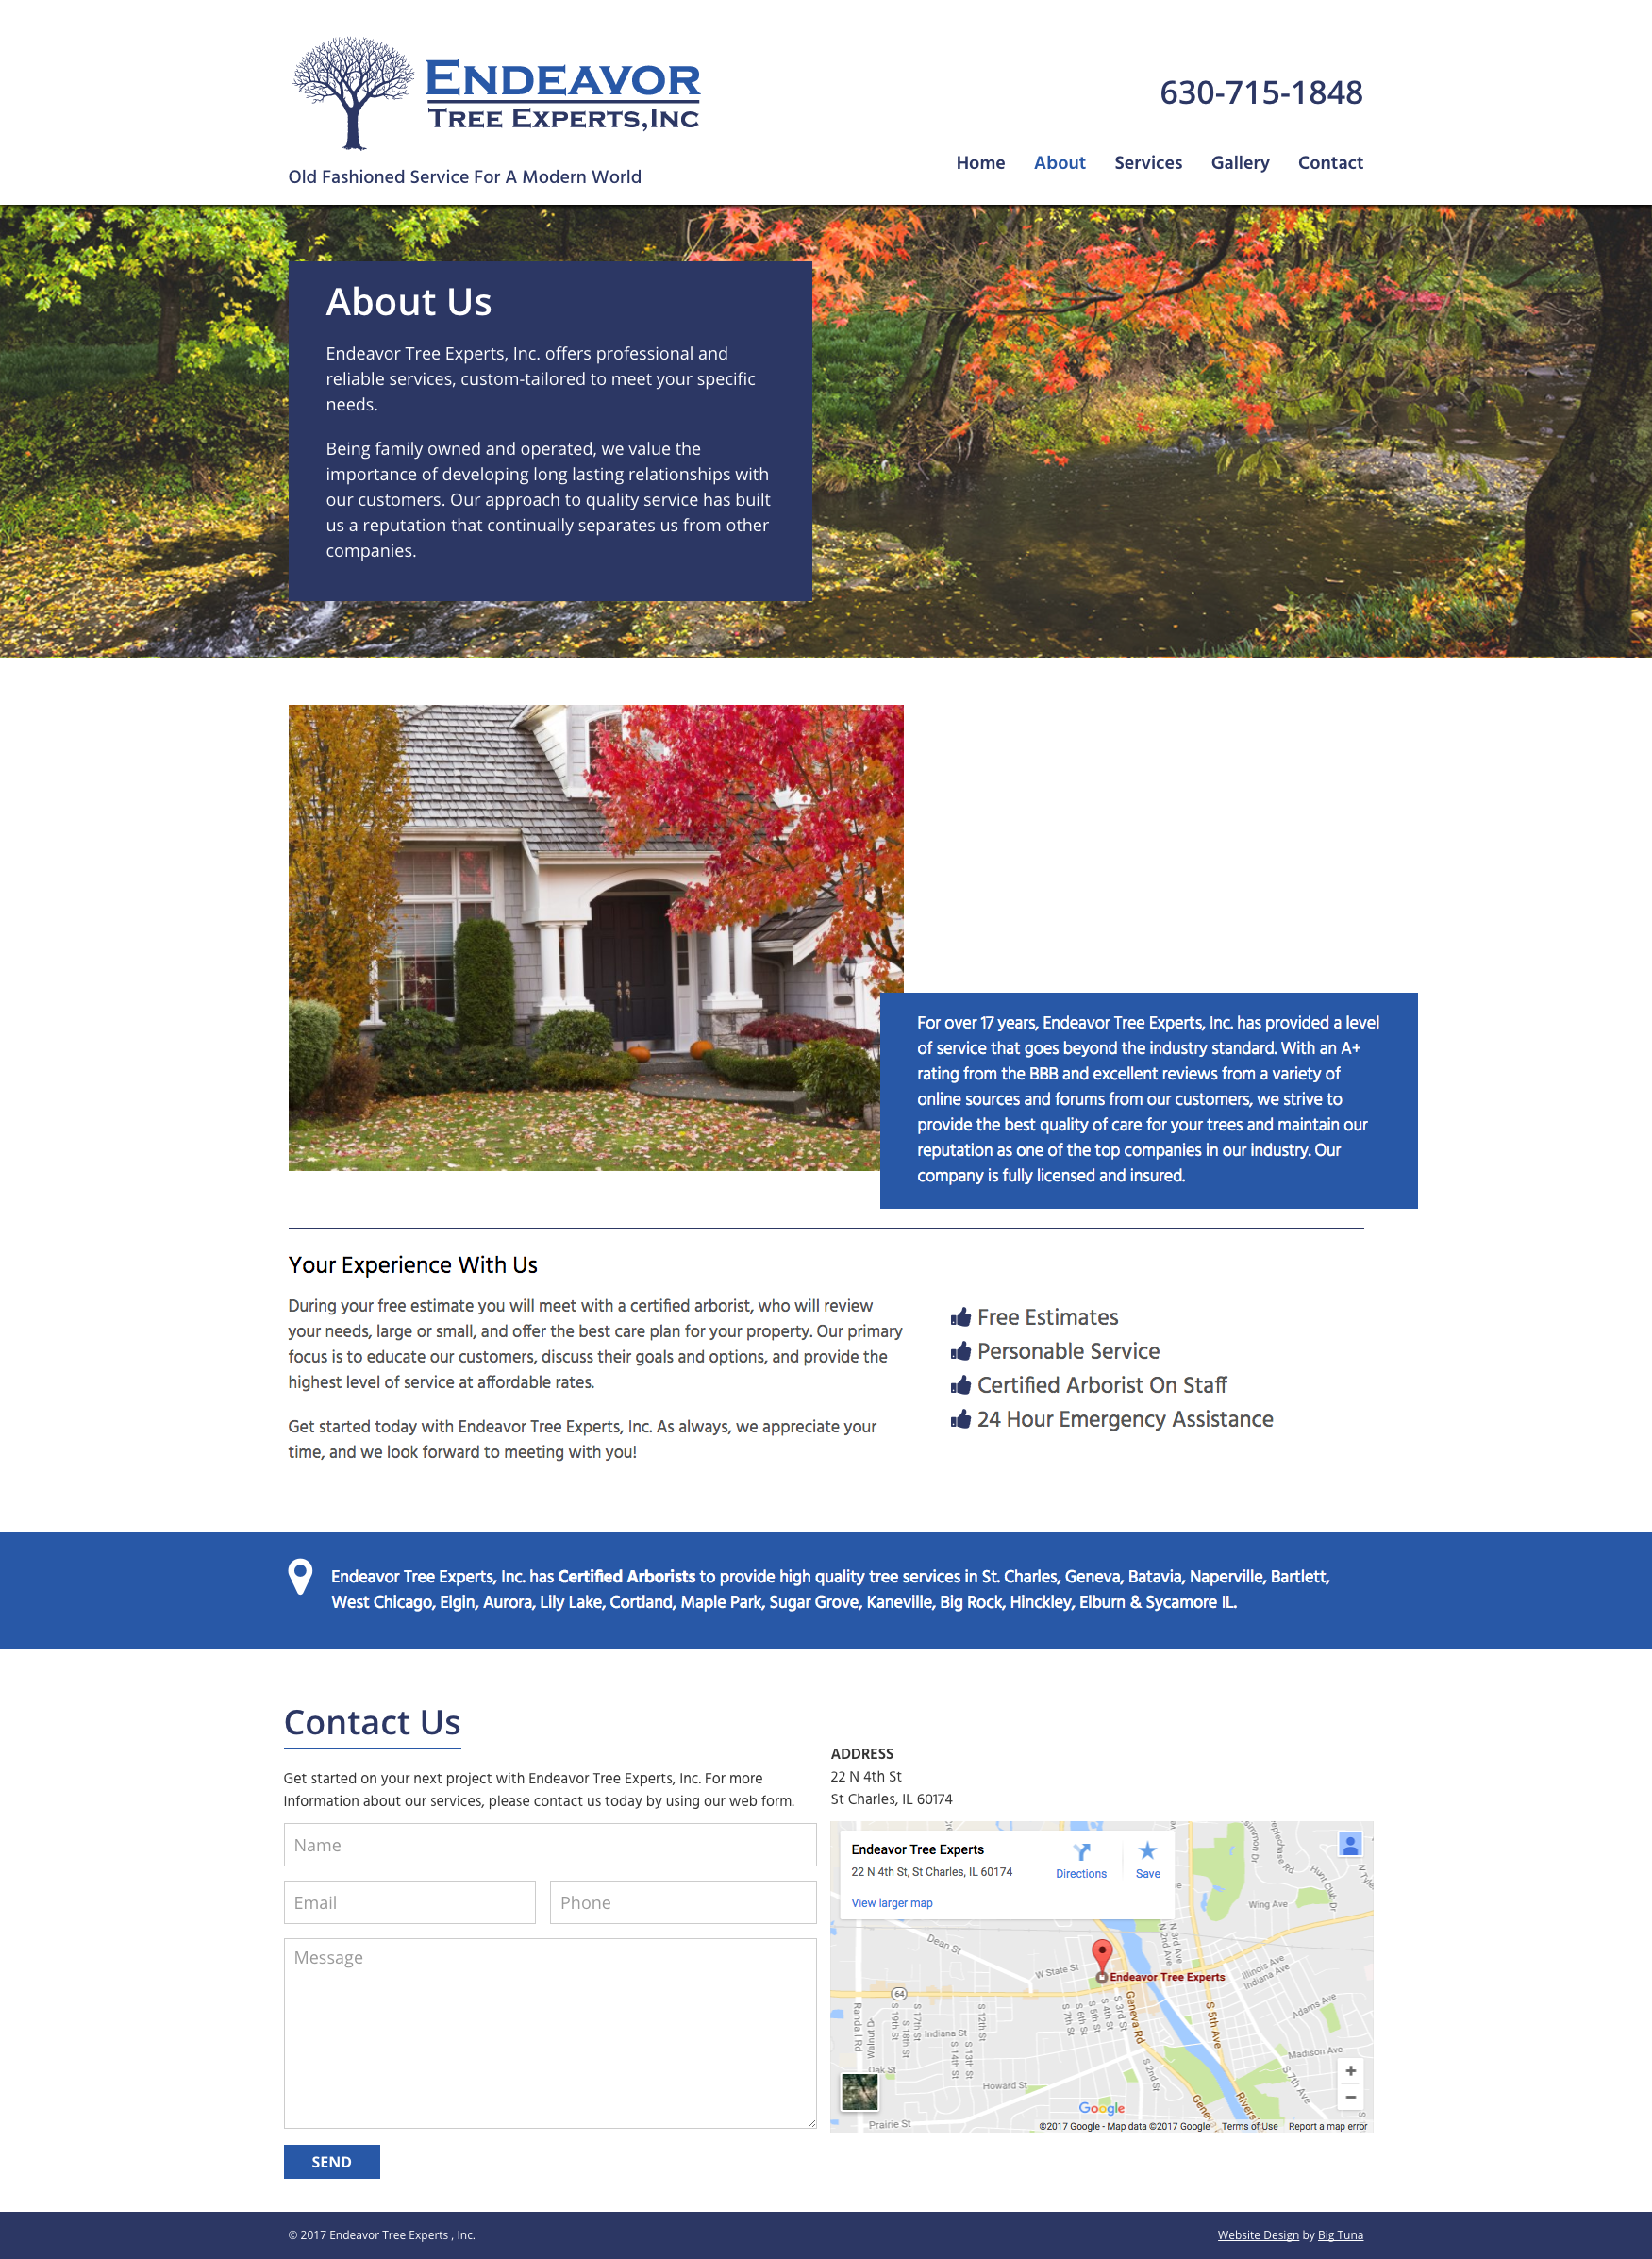 ENDEAVOR
TREE EXPERTS, INC
Old Fashioned Service For A Modern World
630-715-1848
Home About Services Gallery Contact
About Us
Endeavor Tree Experts, Inc. offers professional and
reliable services, custom-tailored to meet your specific
needs.
Being family owned and operated, we value the
importance of developing long lasting relationships with
our customers. Our approach to quality service has built
us a reputation that continually separates us from other
companies.
For over 17 years, Endeavor Tree Experts, Inc. has provided a level
of service that goes beyond the industry standard. With an A+
rating from the BBB and excellent reviews from a variety of
online sources and forums from our customers, we strive to
provide the best quality of care for your trees and maintain our
reputation as one of the top companies in our industry. Our
company is fully licensed and insured.
Your Experience With Us
During your free estimate you will meet with a certified arborist, who will review
your needs, large or small, and offer the best care plan for your property. Our primary
focus is to educate our customers, discuss their goals and options, and provide the
highest level of service at affordable rates.
Get started today with Endeavor Tree Experts, Inc. As always, we appreciate your
time, and we look forward to meeting with you!
Free Estimates
Personable Service
Certified Arborist On Staff
24 Hour Emergency Assistance
Endeavor Tree Experts, Inc. has Certified Arborists to provide high quality tree services in St. Charles, Geneva, Batavia, Naperville, Bartlett,
West Chicago, Elgin, Aurora, Lily Lake, Cortland, Maple Park, Sugar Grove, Kaneville, Big Rock, Hinckley, Elburn & Sycamore IL.
Contact Us
Get started on your next project with Endeavor Tree Experts, Inc. For more
Information about our services, please contact us today by using our web form.
Name
Email
Phone
Message
SEND
ADDRESS
22 N 4th St
St Charles, IL 60174
Endeavor Tree Experts
22 N 4th St, St Charles, IL 60174
View larger map
Directions
Save
Wing Ave
Dean St
W State St
N 3rd Ave
N 2nd Ave
Illinois Ave
Indiana Ave
Endeavor Tree Experts
64
Adams Ave
Randall Rd
Walnut D
S 19th St
S 18th St
S 17th St
Indiana St
S 14th St
S 13th St
S 12th St
S 7th St
S 6th St
S 5th St
S 4th St
S 3rd St
Geneva Rd
S 5th Ave
Madison Ave
S 7th Ave
Oak St
Howard St
S 2nd St
Prairie St
Hunt Club Dr
Google
©2017 Google - Map data ©2017 Google Terms of Use Report a map error
© 2017 Endeavor Tree Experts , Inc.
Website Design by Big Tuna